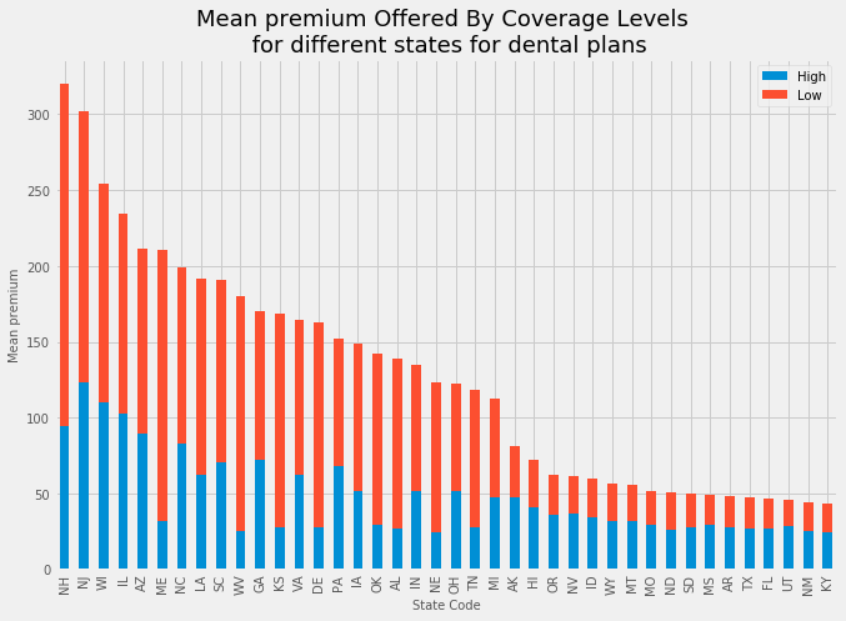 Mean premium Offered By Coverage Levels
for different states for dental plans
High
Low
Mean premium
300
250
200
150
100
50
0
NH NJ WI IL AZ ME NC LA SC WV GA KS VA DE PA IA OK AL IN NE OH TN MI AK HI OR NV ID WY MT MO ND SD MS AR TX FL UT NM KY
State Code